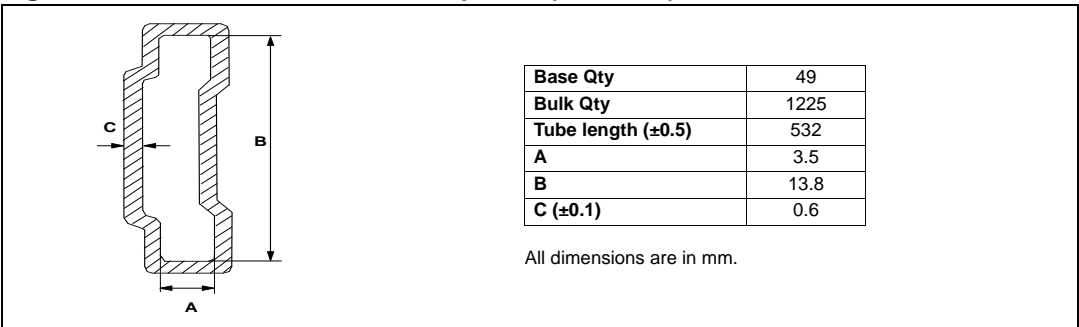 C
B
A
Base Qty 49
Bulk Qty 1225
Tube length (±0.5) 532
A 3.5
B 13.8
C (±0.1) 0.6
All dimensions are in mm.